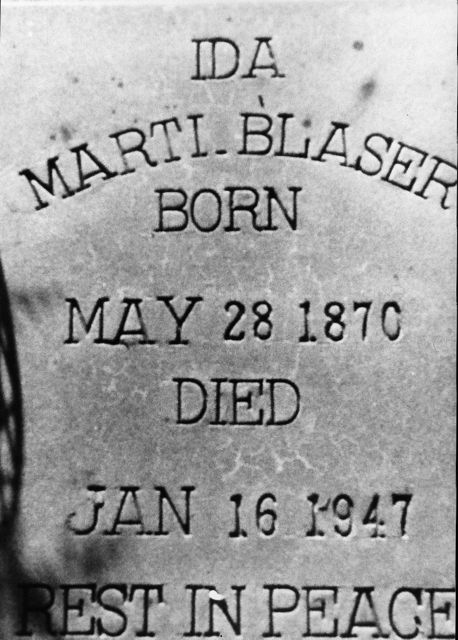 IDA
MARTI-BLASER
BORN
MAY 28 1870
DIED
JAN 16 1947
REST IN PEACE